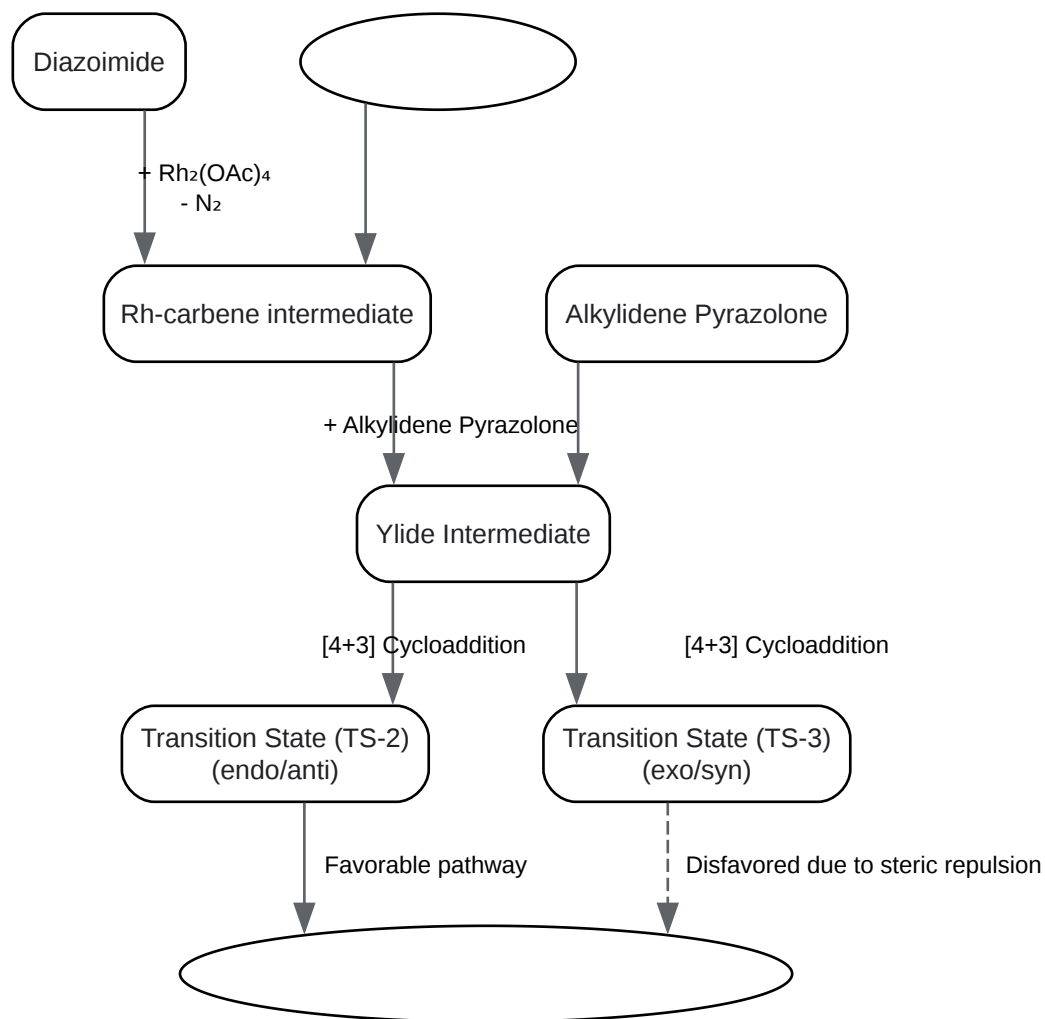 Diazoimide
+ Rh₂(OAc)₄
- N₂
Rh-carbene intermediate
Alkylidene Pyrazolone
+ Alkylidene Pyrazolone
Ylide Intermediate
[4+3] Cycloaddition
[4+3] Cycloaddition
Transition State (TS-2)
(endo/anti)
Transition State (TS-3)
(exo/syn)
Favorable pathway
Disfavored due to steric repulsion